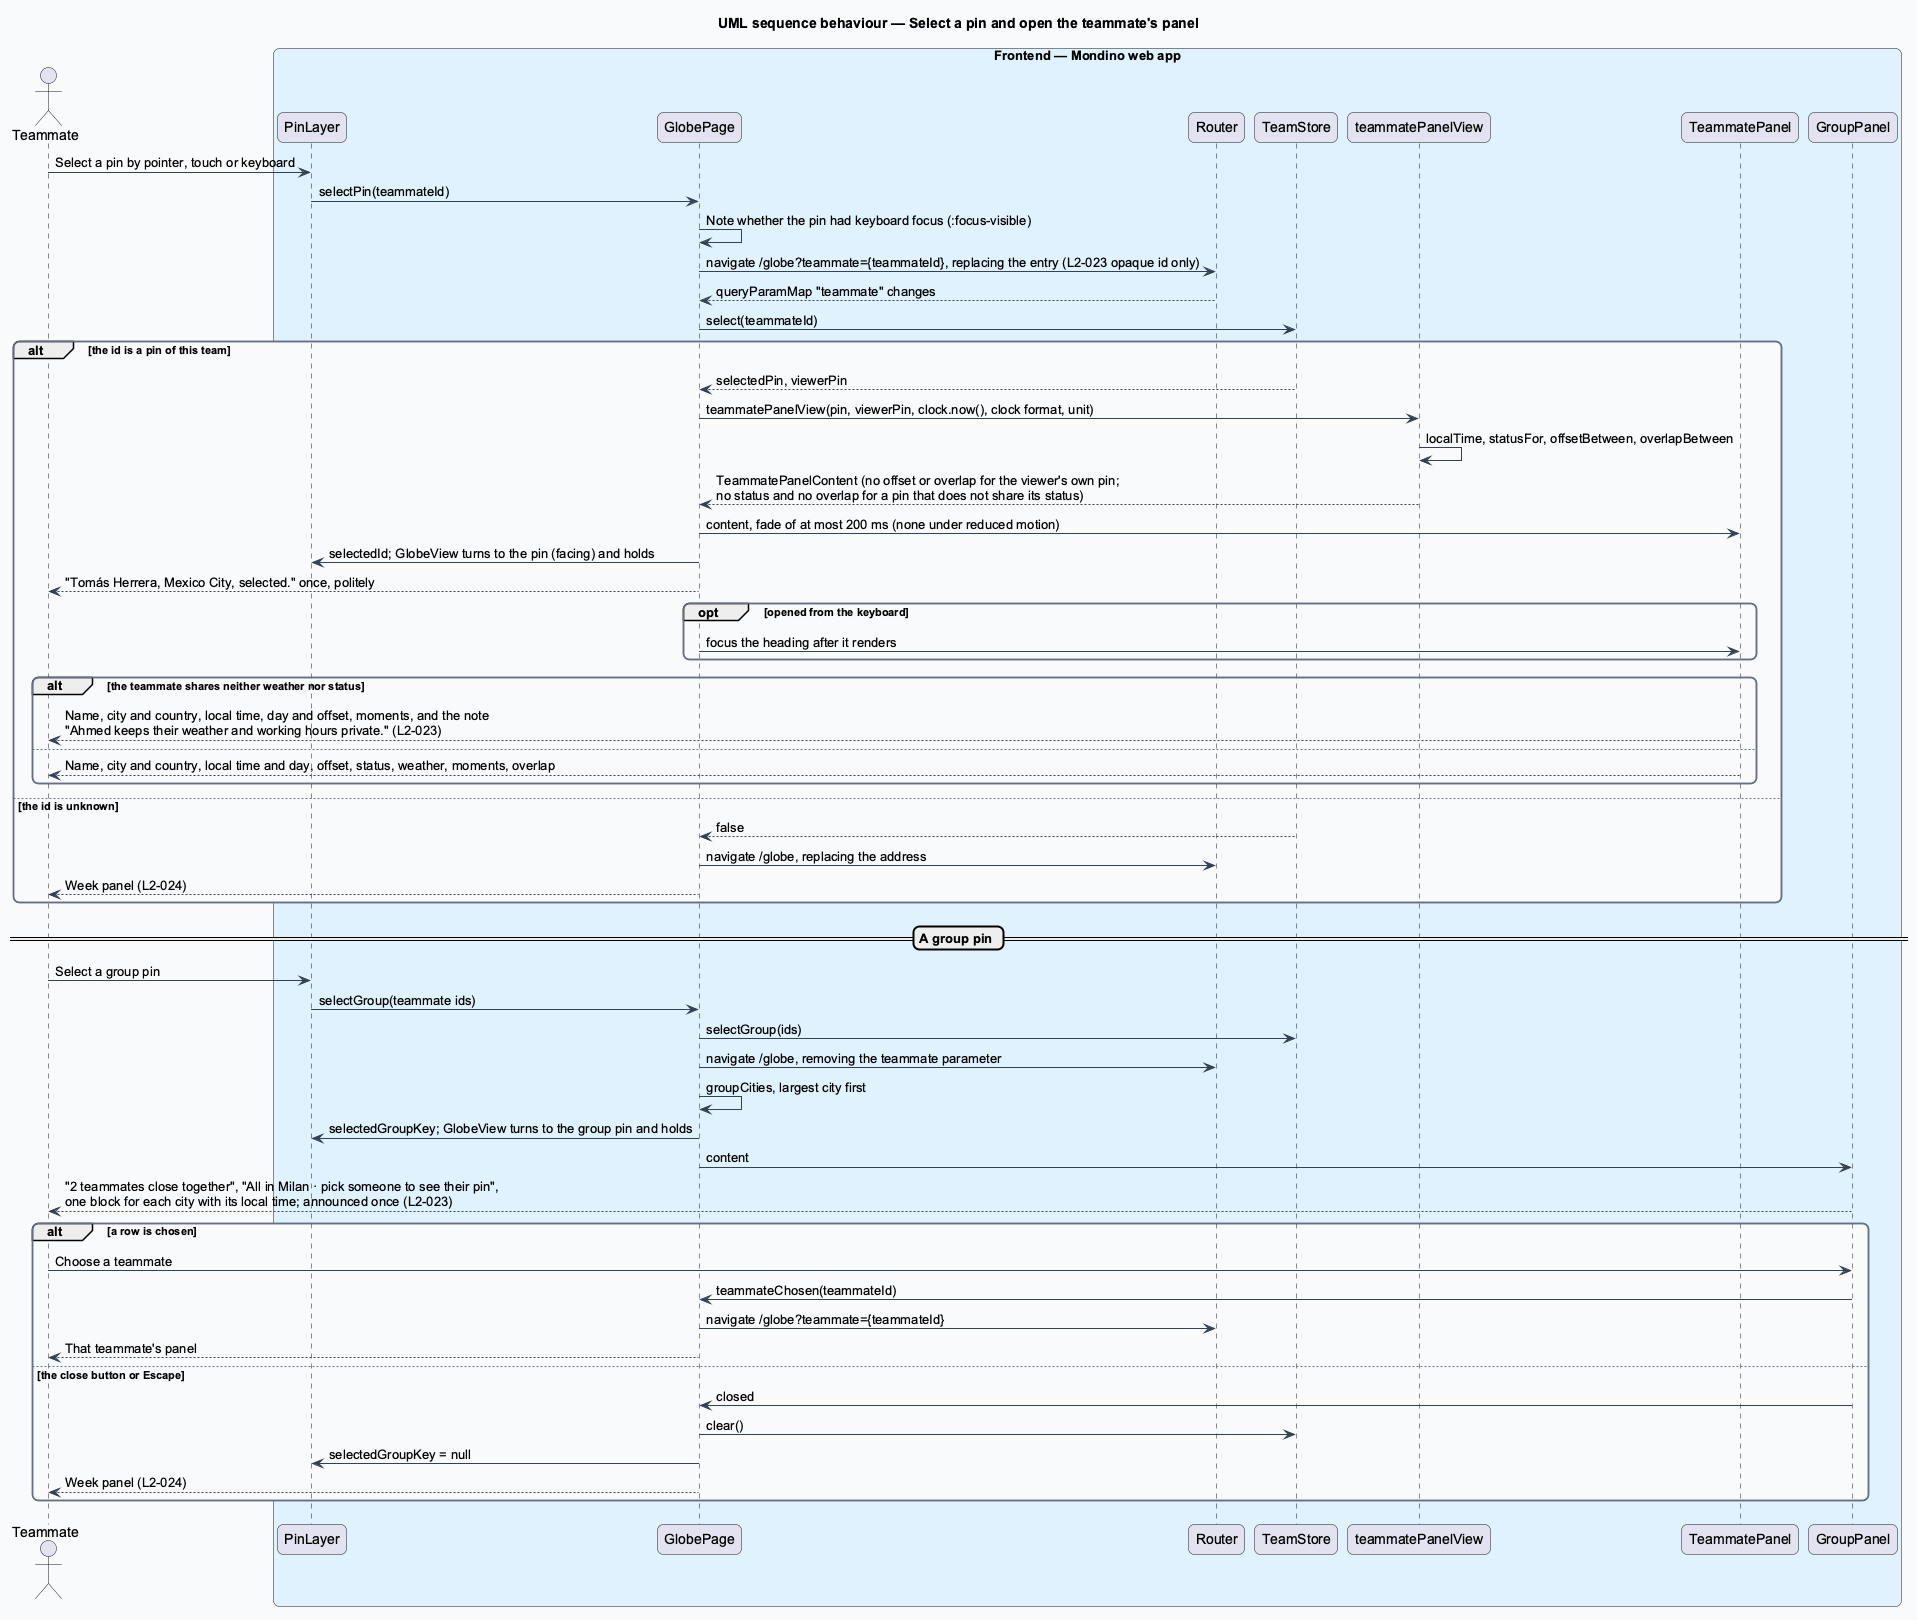 UML sequence behaviour — Select a pin and open the teammate's panel
Frontend — Mondino web app
Teammate
PinLayer
GlobePage
Router
TeamStore
teammatePanelView
TeammatePanel
GroupPanel
Select a pin by pointer, touch or keyboard
selectPin(teammateId)
Note whether the pin had keyboard focus (:focus-visible)
navigate /globe?teammate={teammateId}, replacing the entry (L2-023 opaque id only)
queryParamMap "teammate" changes
select(teammateId)
alt
[the id is a pin of this team]
selectedPin, viewerPin
teammatePanelView(pin, viewerPin, clock.now(), clock format, unit)
localTime, statusFor, offsetBetween, overlapBetween
TeammatePanelContent (no offset or overlap for the viewer's own pin;
no status and no overlap for a pin that does not share its status)
content, fade of at most 200 ms (none under reduced motion)
selectedId; GlobeView turns to the pin (facing) and holds
"Tomás Herrera, Mexico City, selected." once, politely
opt
[opened from the keyboard]
focus the heading after it renders
alt
[the teammate shares neither weather nor status]
Name, city and country, local time, day and offset, moments, and the note
"Ahmed keeps their weather and working hours private." (L2-023)
Name, city and country, local time and day, offset, status, weather, moments, overlap
[the id is unknown]
false
navigate /globe, replacing the address
Week panel (L2-024)
A group pin
Select a group pin
selectGroup(teammate ids)
selectGroup(ids)
navigate /globe, removing the teammate parameter
groupCities, largest city first
selectedGroupKey; GlobeView turns to the group pin and holds
content
"2 teammates close together", "All in Milan · pick someone to see their pin",
one block for each city with its local time; announced once (L2-023)
alt
[a row is chosen]
Choose a teammate
teammateChosen(teammateId)
navigate /globe?teammate={teammateId}
That teammate's panel
[the close button or Escape]
closed
clear()
selectedGroupKey = null
Week panel (L2-024)
Teammate
PinLayer
GlobePage
Router
TeamStore
teammatePanelView
TeammatePanel
GroupPanel